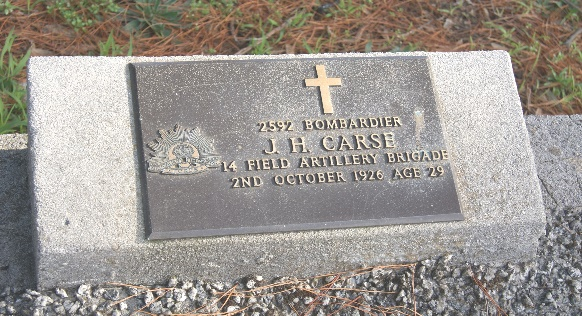 2592 BOMBARDIER
J. H. CARSE
14 FIELD ARTILLERY BRIGADE
2ND OCTOBER 1926 AGE 29